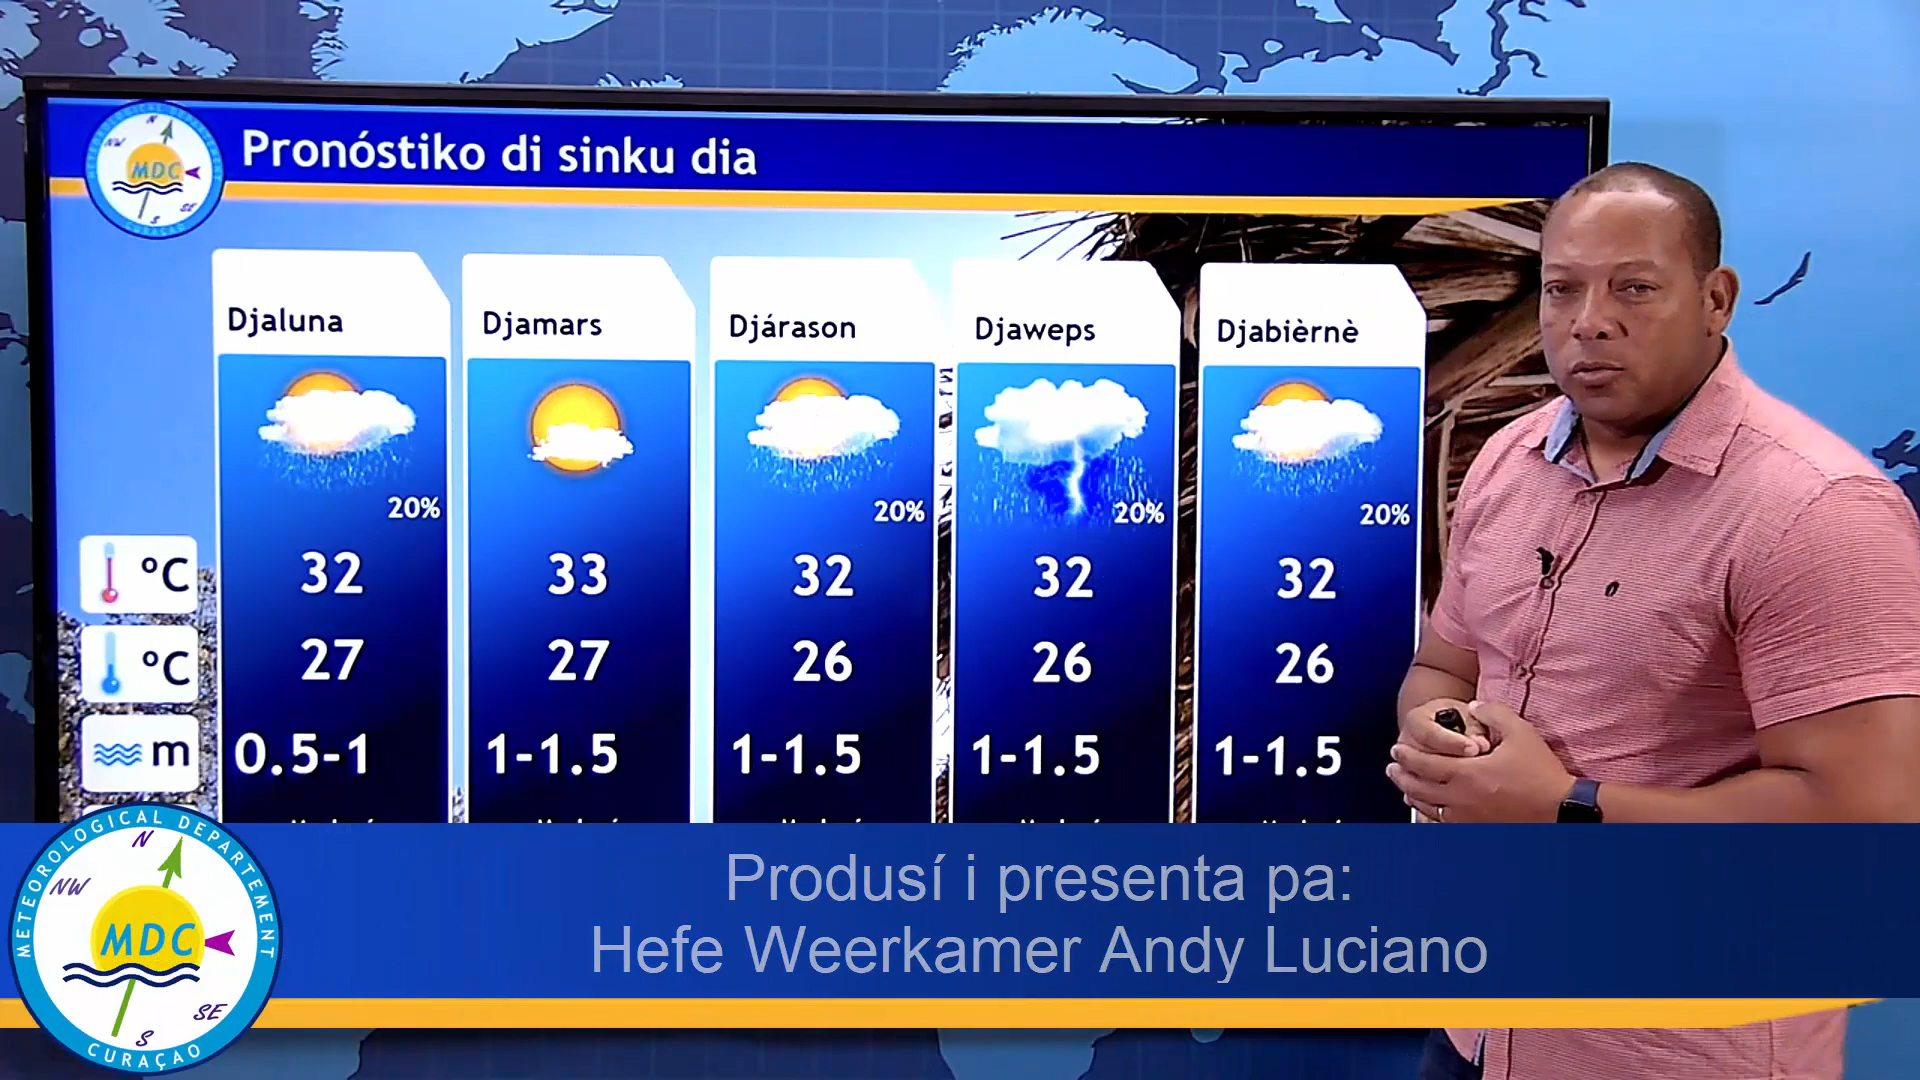 Pronóstiko di sinku dia
N
NW
MDC
SE
S
CURAÇAO
Djaluna Djamars Djárason Djaweps Djabièrnè
20% 20% 20% 20%
°C 32 33 32 32 32
°C 27 27 26 26 26
m 0.5-1 1-1.5 1-1.5 1-1.5 1-1.5
Produsí i presenta pa:
Hefe Weerkamer Andy Luciano
METEOROLOGICAL DEPARTEMENT
N
NW
MDC
SE
S
CURAÇAO